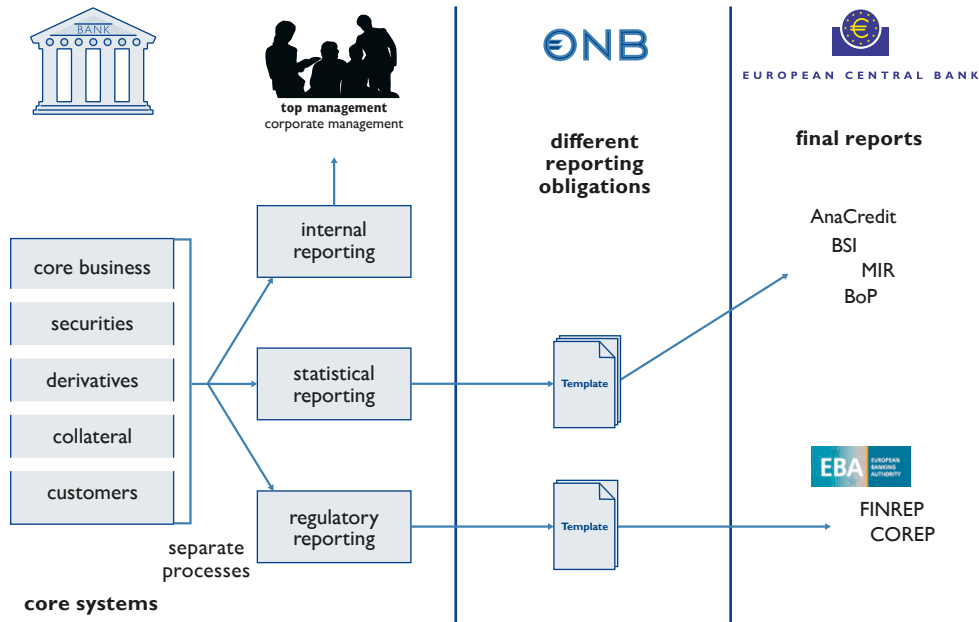 BANK
top management
corporate management
ONB
EUROPEAN CENTRAL BANK
different
reporting
obligations
final reports
core business
securities
derivatives
collateral
customers
core systems
separate
processes
internal
reporting
statistical
reporting
regulatory
reporting
Template
Template
AnaCredit
BSI
MIR
BoP
EBA
EUROPEAN
BANKING
AUTHORITY
FINREP
COREP